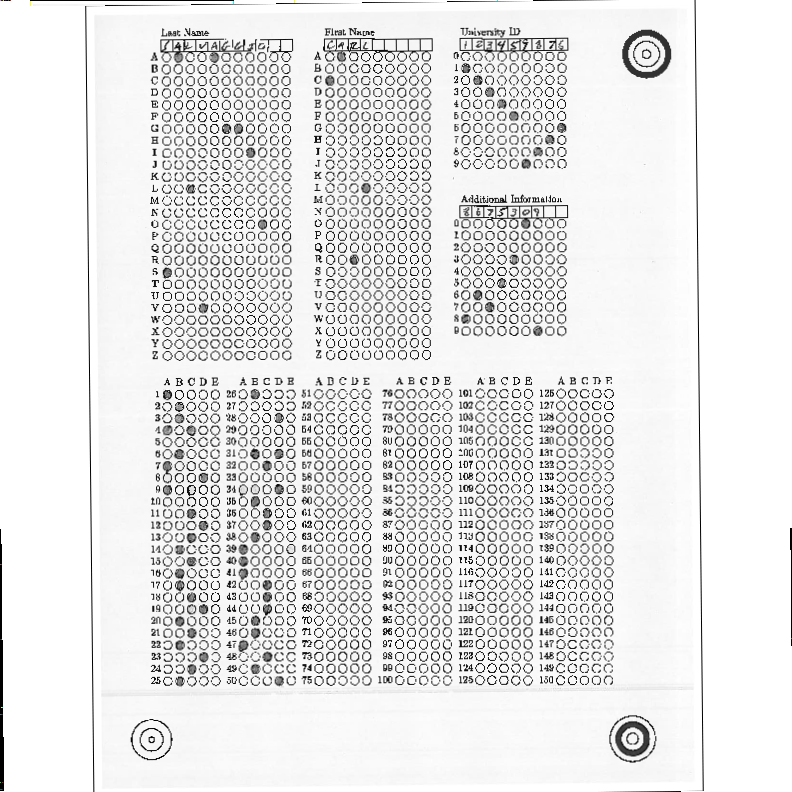 Last Name First Name University ID
SALVAGGIO CARL 123459876
A A 0
B B 1
C C 2
D D 3
E E 4
F F 5
G G 6
H H 7
I I 8
J J 9
K K
L L Additional Information
M M 8675309
N N
O O 0
P P 1
Q Q 2
R R 3
S S 4
T T 5
U U 6
V V 7
W W 8
X X 9
Y Y
Z Z
A B C D E A B C D E A B C D E A B C D E A B C D E A B C D E
1 26 51 76 101 126
2 27 52 77 102 127
3 28 53 78 103 128
4 29 54 79 104 129
5 30 55 80 105 130
6 31 56 81 106 131
7 32 57 82 107 132
8 33 58 83 108 133
9 34 59 84 109 134
10 35 60 85 110 135
11 36 61 86 111 136
12 37 62 87 112 137
13 38 63 88 113 138
14 39 64 89 114 139
15 40 65 90 115 140
16 41 66 91 116 141
17 42 67 92 117 142
18 43 68 93 118 143
19 44 69 94 119 144
20 45 70 95 120 145
21 46 71 96 121 146
22 47 72 97 122 147
23 48 73 98 123 148
24 49 74 99 124 149
25 50 75 100 125 150